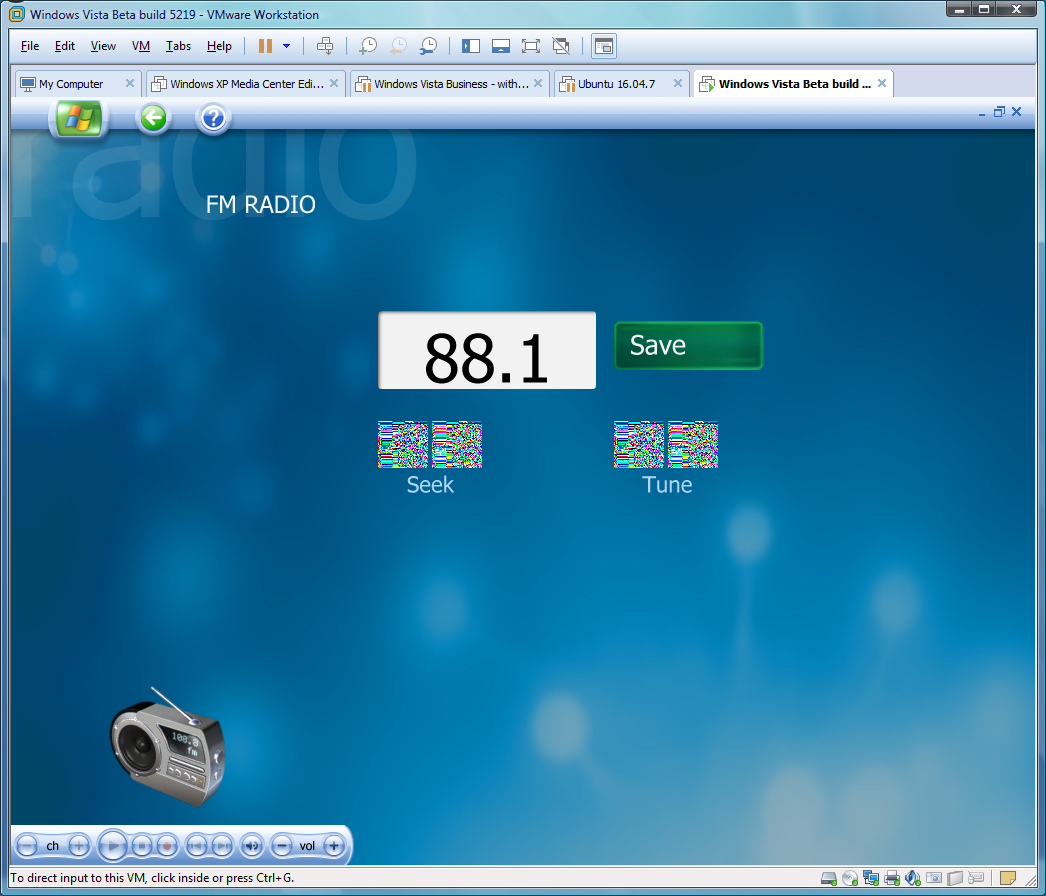 Windows Vista Beta build 5219 - VMware Workstation
File Edit View VM Tabs Help
My Computer Windows XP Media Center Edi... Windows Vista Business - with... Ubuntu 16.04.7 Windows Vista Beta build ...
radio
FM RADIO
88.1 Save
Seek Tune
108.0
fm
ch vol
To direct input to this VM, click inside or press Ctrl+G.